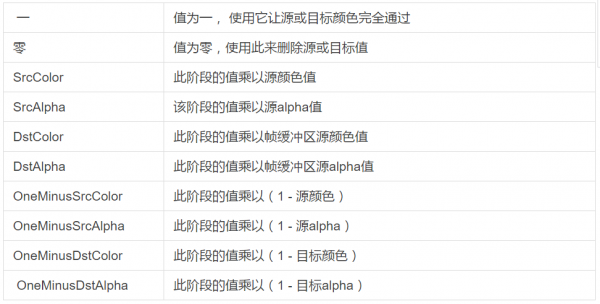 一 值为一， 使用它让源或目标颜色完全通过
零 值为零，使用此来删除源或目标值
SrcColor 此阶段的值乘以源颜色值
SrcAlpha 该阶段的值乘以源alpha值
DstColor 此阶段的值乘以帧缓冲区源颜色值
DstAlpha 此阶段的值乘以帧缓冲区源alpha值
OneMinusSrcColor 此阶段的值乘以（1 - 源颜色）
OneMinusSrcAlpha 此阶段的值乘以（1 - 源alpha）
OneMinusDstColor 此阶段的值乘以（1 - 目标颜色）
OneMinusDstAlpha 此阶段的值乘以（1 - 目标alpha）